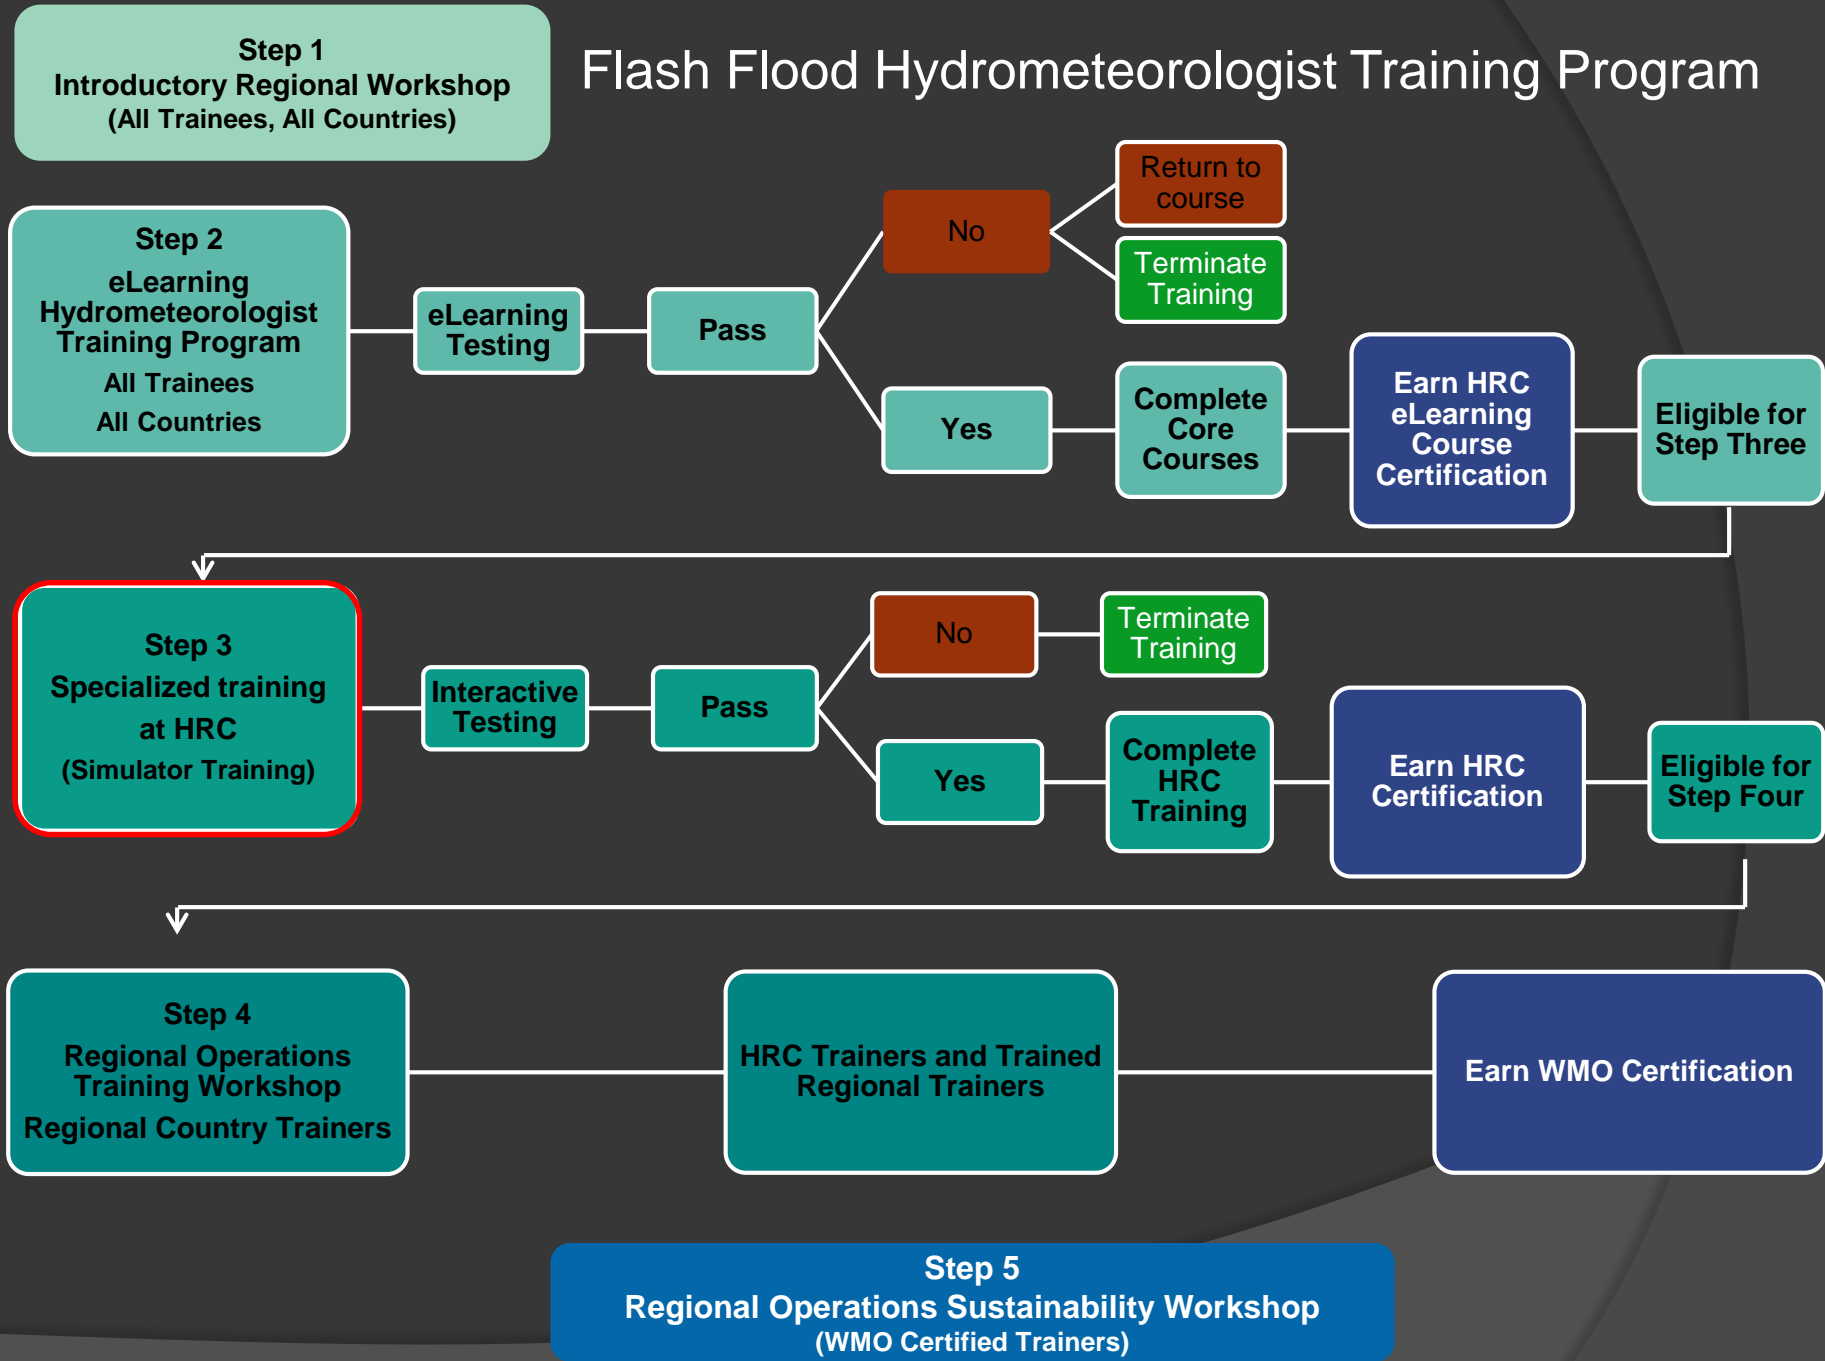 Step 1
Introductory Regional Workshop
(All Trainees, All Countries)
Flash Flood Hydrometeorologist Training Program
Step 2
eLearning
Hydrometeorologist
Training Program
All Trainees
All Countries
eLearning
Testing
Pass
No
Return to
course
Terminate
Training
Yes
Complete
Core
Courses
Earn HRC
eLearning
Course
Certification
Eligible for
Step Three
Step 3
Specialized training
at HRC
(Simulator Training)
Interactive
Testing
Pass
No
Terminate
Training
Yes
Complete
HRC
Training
Earn HRC
Certification
Eligible for
Step Four
Step 4
Regional Operations
Training Workshop
Regional Country Trainers
HRC Trainers and Trained
Regional Trainers
Earn WMO Certification
Step 5
Regional Operations Sustainability Workshop
(WMO Certified Trainers)